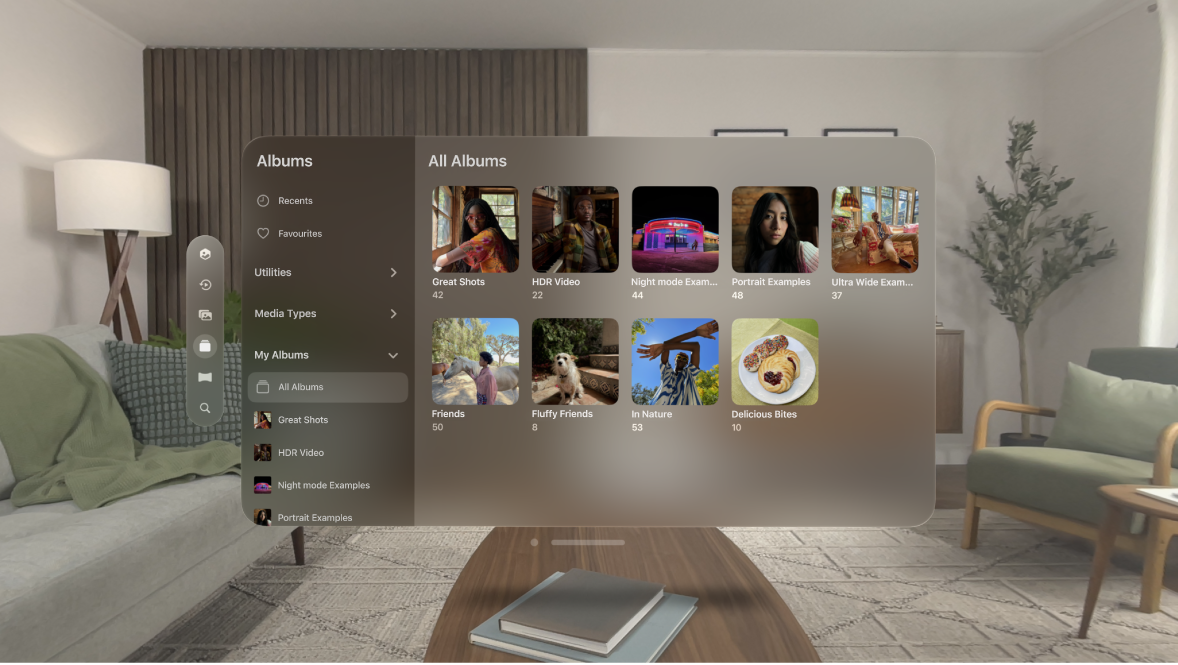 Albums
Recents
Favourites
Utilities
Media Types
My Albums
All Albums
Great Shots
HDR Video
Night mode Examples
Portrait Examples
All Albums
Great Shots
42
HDR Video
22
Night mode Exam...
44
Portrait Examples
48
Ultra Wide Exam...
37
Friends
50
Fluffy Friends
8
In Nature
53
Delicious Bites
10